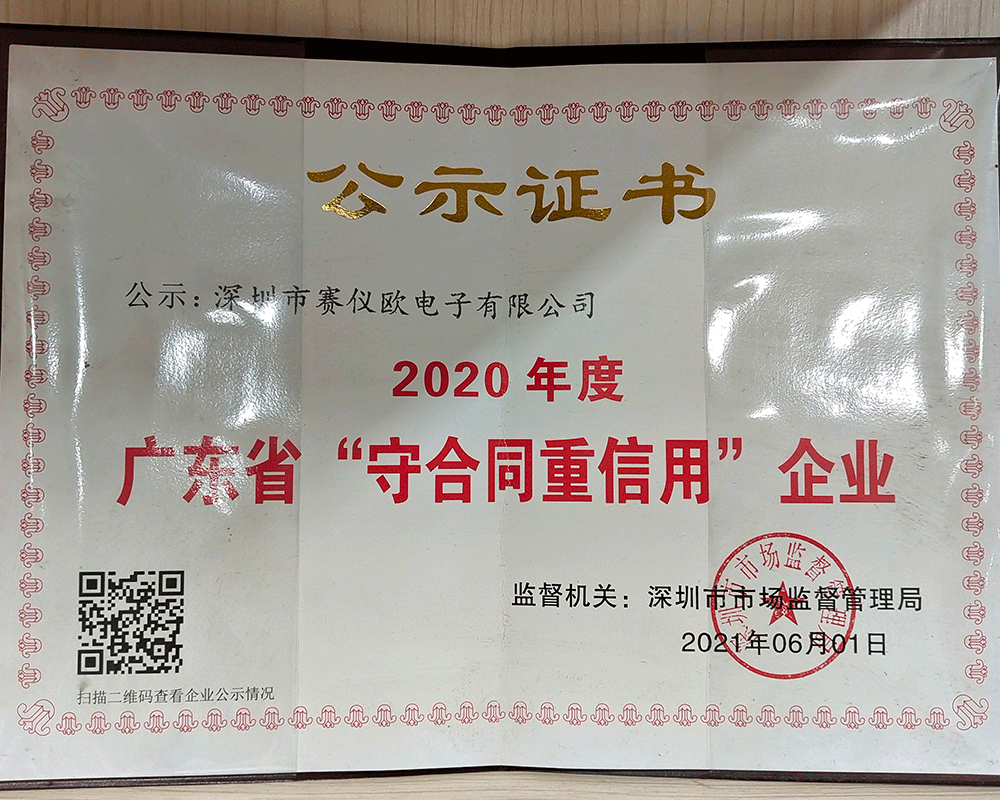 公示证书
公示：深圳市赛仪欧电子有限公司
2020年度
广东省“守合同重信用”企业
监督机关：深圳市市场监督管理局
2021年06月01日
扫描二维码查看企业公示情况